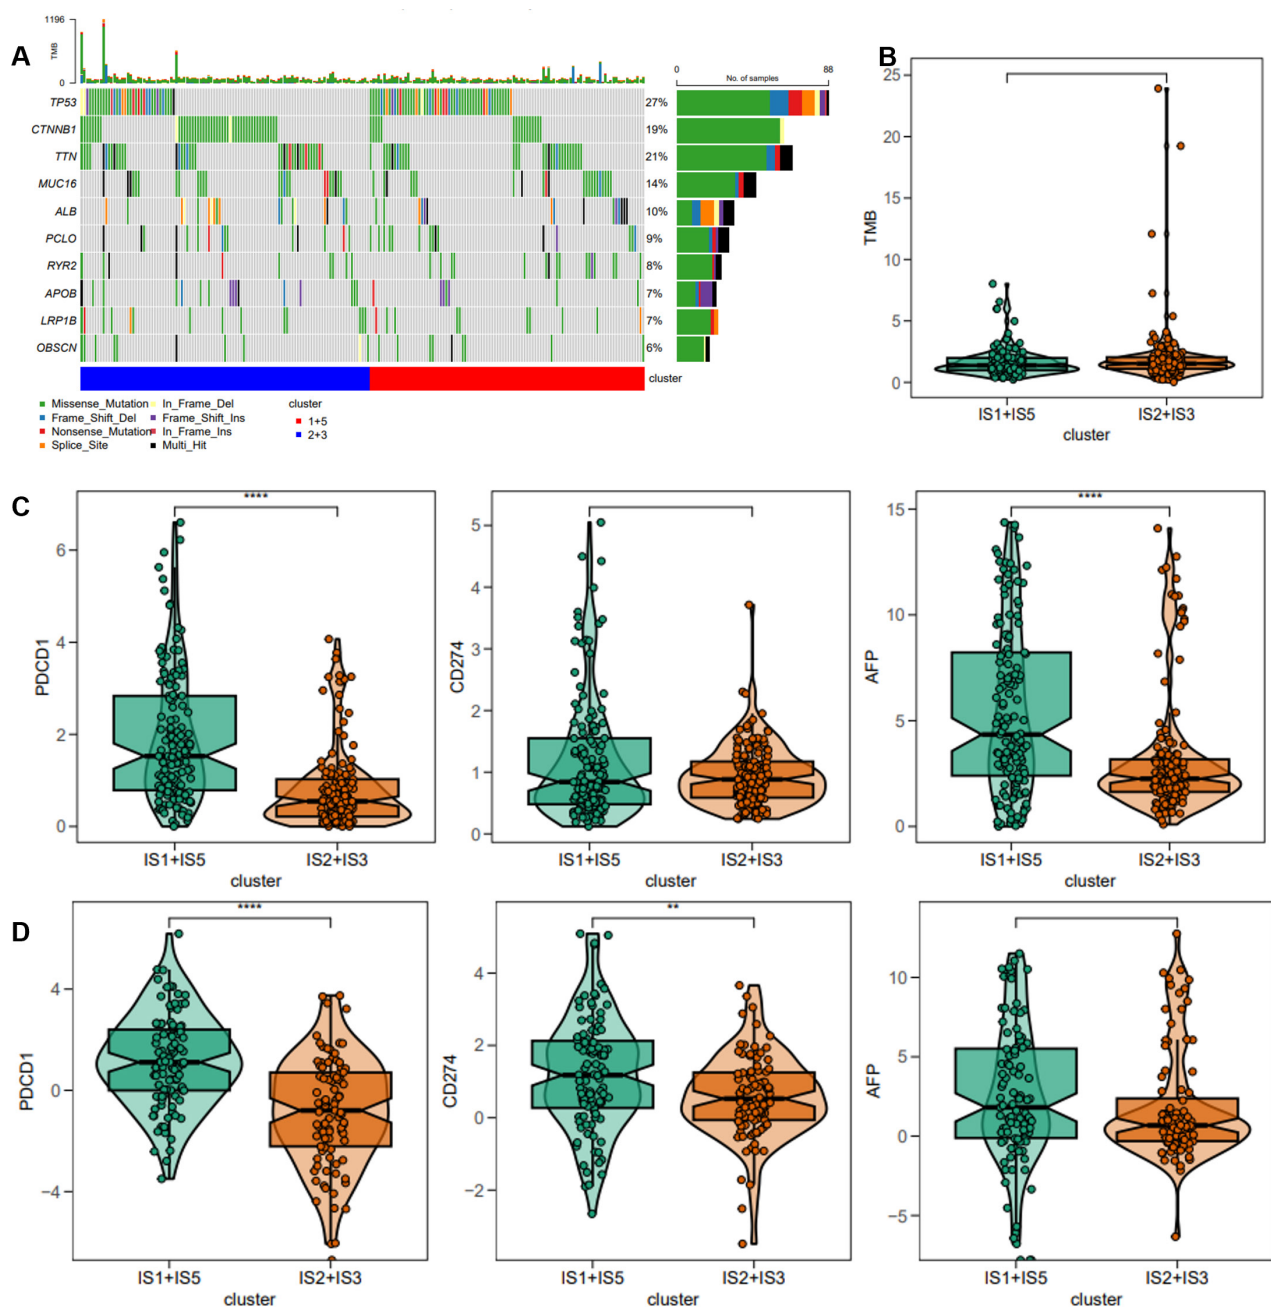 A
1196
TMB
0
TP53
CTNNB1
TTN
MUC16
ALB
PCLO
RYR2
APOB
LRP1B
OBSCN
27%
19%
21%
14%
10%
9%
8%
7%
7%
6%
0
88
No. of samples
cluster
Missense_Mutation
Frame_Shift_Del
Nonsense_Mutation
Splice_Site
In_Frame_Del
Frame_Shift_Ins
In_Frame_Ins
Multi_Hit
cluster
1+5
2+3
B
TMB
25
20
15
10
5
0
IS1+IS5
IS2+IS3
cluster
C
****
PDCD1
6
4
2
0
IS1+IS5
IS2+IS3
cluster
CD274
5
4
3
2
1
0
IS1+IS5
IS2+IS3
cluster
****
AFP
15
10
5
0
IS1+IS5
IS2+IS3
cluster
D
****
PDCD1
4
0
−4
IS1+IS5
IS2+IS3
cluster
**
CD274
4
2
0
−2
IS1+IS5
IS2+IS3
cluster
AFP
10
5
0
−5
IS1+IS5
IS2+IS3
cluster